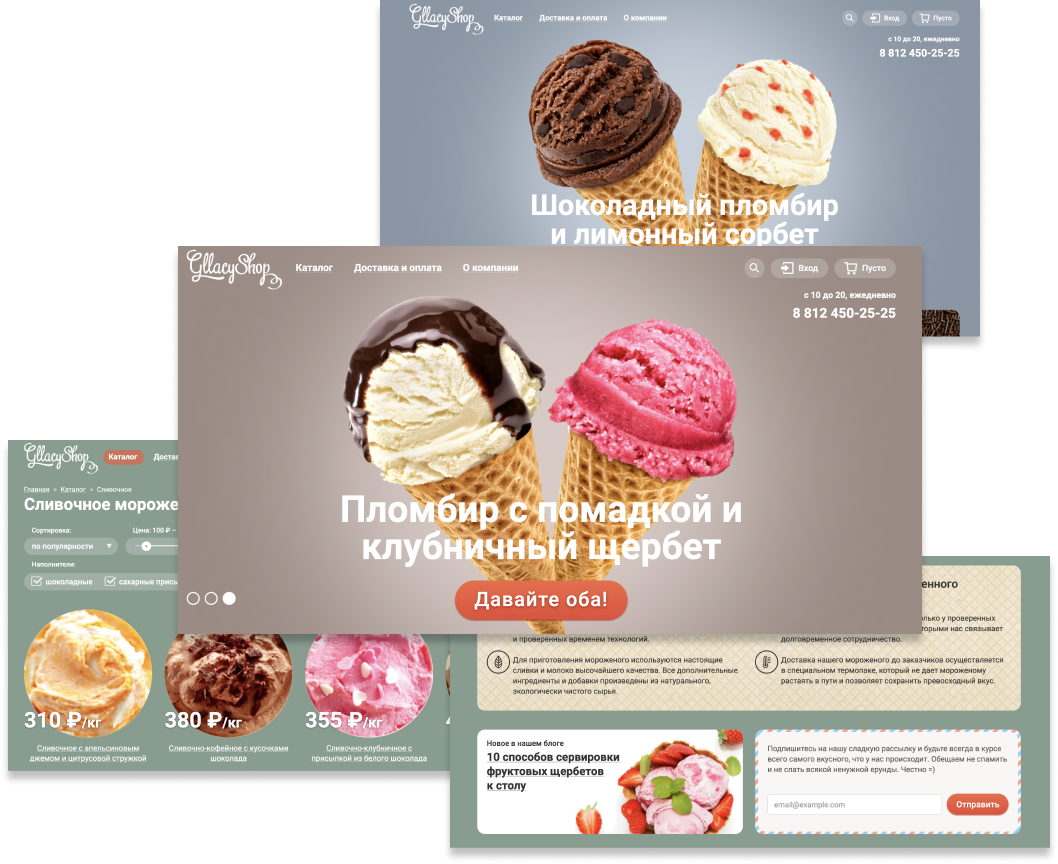 GllacyShop
Каталог
Доставка и оплата
О компании
Вход
Пусто
с 10 до 20, ежедневно
8 812 450-25-25
Шоколадный пломбир
и лимонный сорбет
GllacyShop
Каталог
Доставка и оплата
О компании
Вход
Пусто
с 10 до 20, ежедневно
8 812 450-25-25
Пломбир с помадкой и
клубничный щербет
Давайте оба!
GllacyShop
Каталог
Доста
Главная » Каталог » Сливочное
Сливочное мороже
Сортировка:
Цена: 100 ₽ –
по популярности
Наполнители:
шоколадные
сахарные присы
310 ₽/кг
380 ₽/кг
355 ₽/кг
Сливочное с апельсиновым
джемом и цитрусовой стружкой
Сливочно-кофейное с кусочками
шоколада
Сливочно-клубничное с
присыпкой из белого шоколада
енного
олько у проверенных
оторыми нас связывает
и проверенных временем технологий.
долговременное сотрудничество.
Для приготовления мороженого используются настоящие
сливки и молоко высочайшего качества. Все дополнительные
ингредиенты и добавки произведены из натурального,
экологически чистого сырья.
Доставка нашего мороженого до заказчиков осуществляется
в специальном термопаке, который не дает мороженому
растаять в пути и позволяет сохранить превосходный вкус.
Новое в нашем блоге
10 способов сервировки
фруктовых щербетов
к столу
Подпишитесь на нашу сладкую рассылку и будьте всегда в курсе
всего самого вкусного, что у нас происходит. Обещаем не спамить
и не слать всякой ненужной ерунды. Честно =)
email@example.com
Отправить